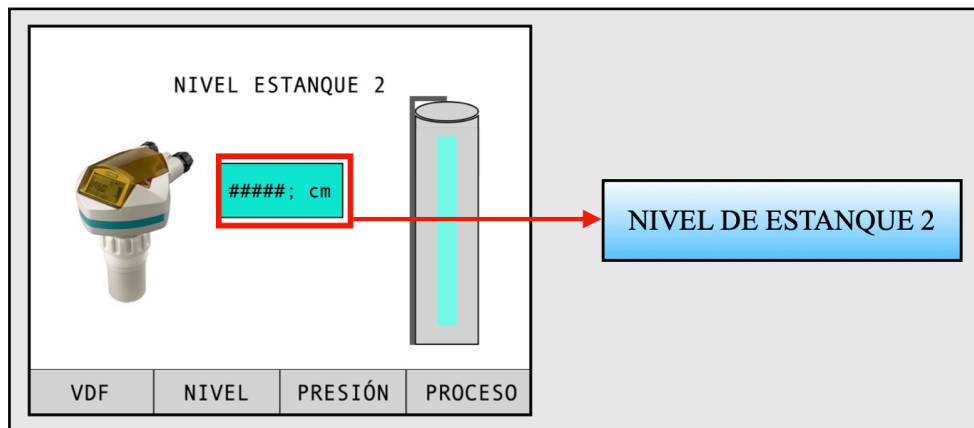 NIVEL ESTANQUE 2
#####; cm
NIVEL DE ESTANQUE 2
VDF
NIVEL
PRESIÓN
PROCESO